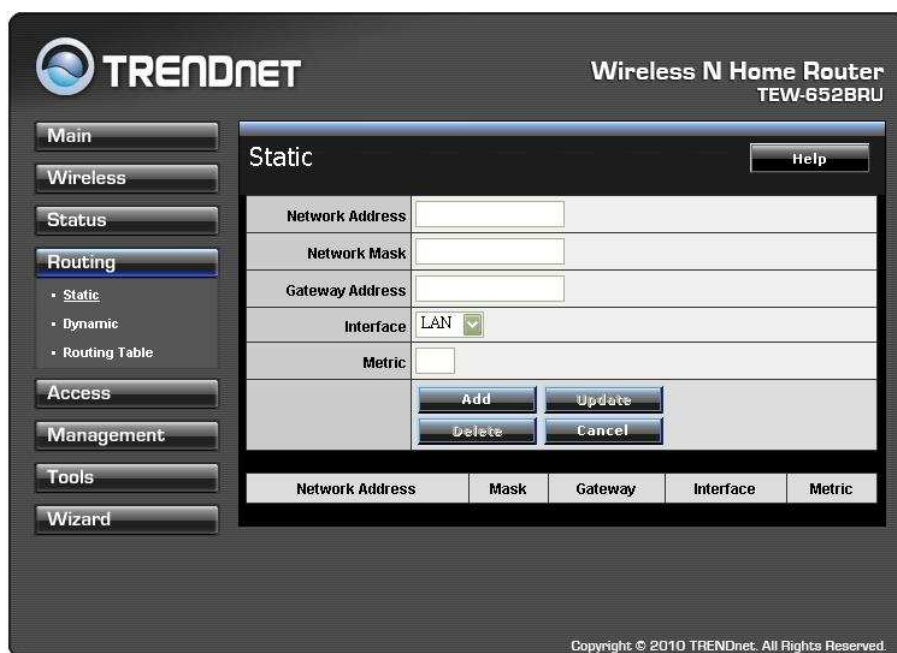 TRENDNET
Wireless N Home Router
TEW-652BRU
Main
Wireless
Status
Routing
• Static
• Dynamic
• Routing Table
Access
Management
Tools
Wizard
Static
Help
Network Address
Network Mask
Gateway Address
Interface LAN
Metric
Add Update
Delete Cancel
Network Address Mask Gateway Interface Metric
Copyright © 2010 TRENDnet. All Rights Reserved.